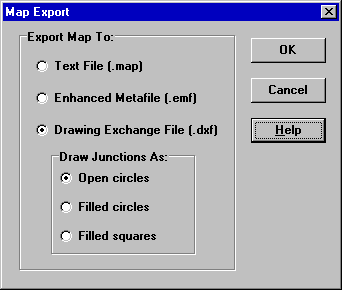 Map Export
Export Map To:
Text File (.map)
Enhanced Metafile (.emf)
Drawing Exchange File (.dxf)
Draw Junctions As:
Open circles
Filled circles
Filled squares
OK
Cancel
Help